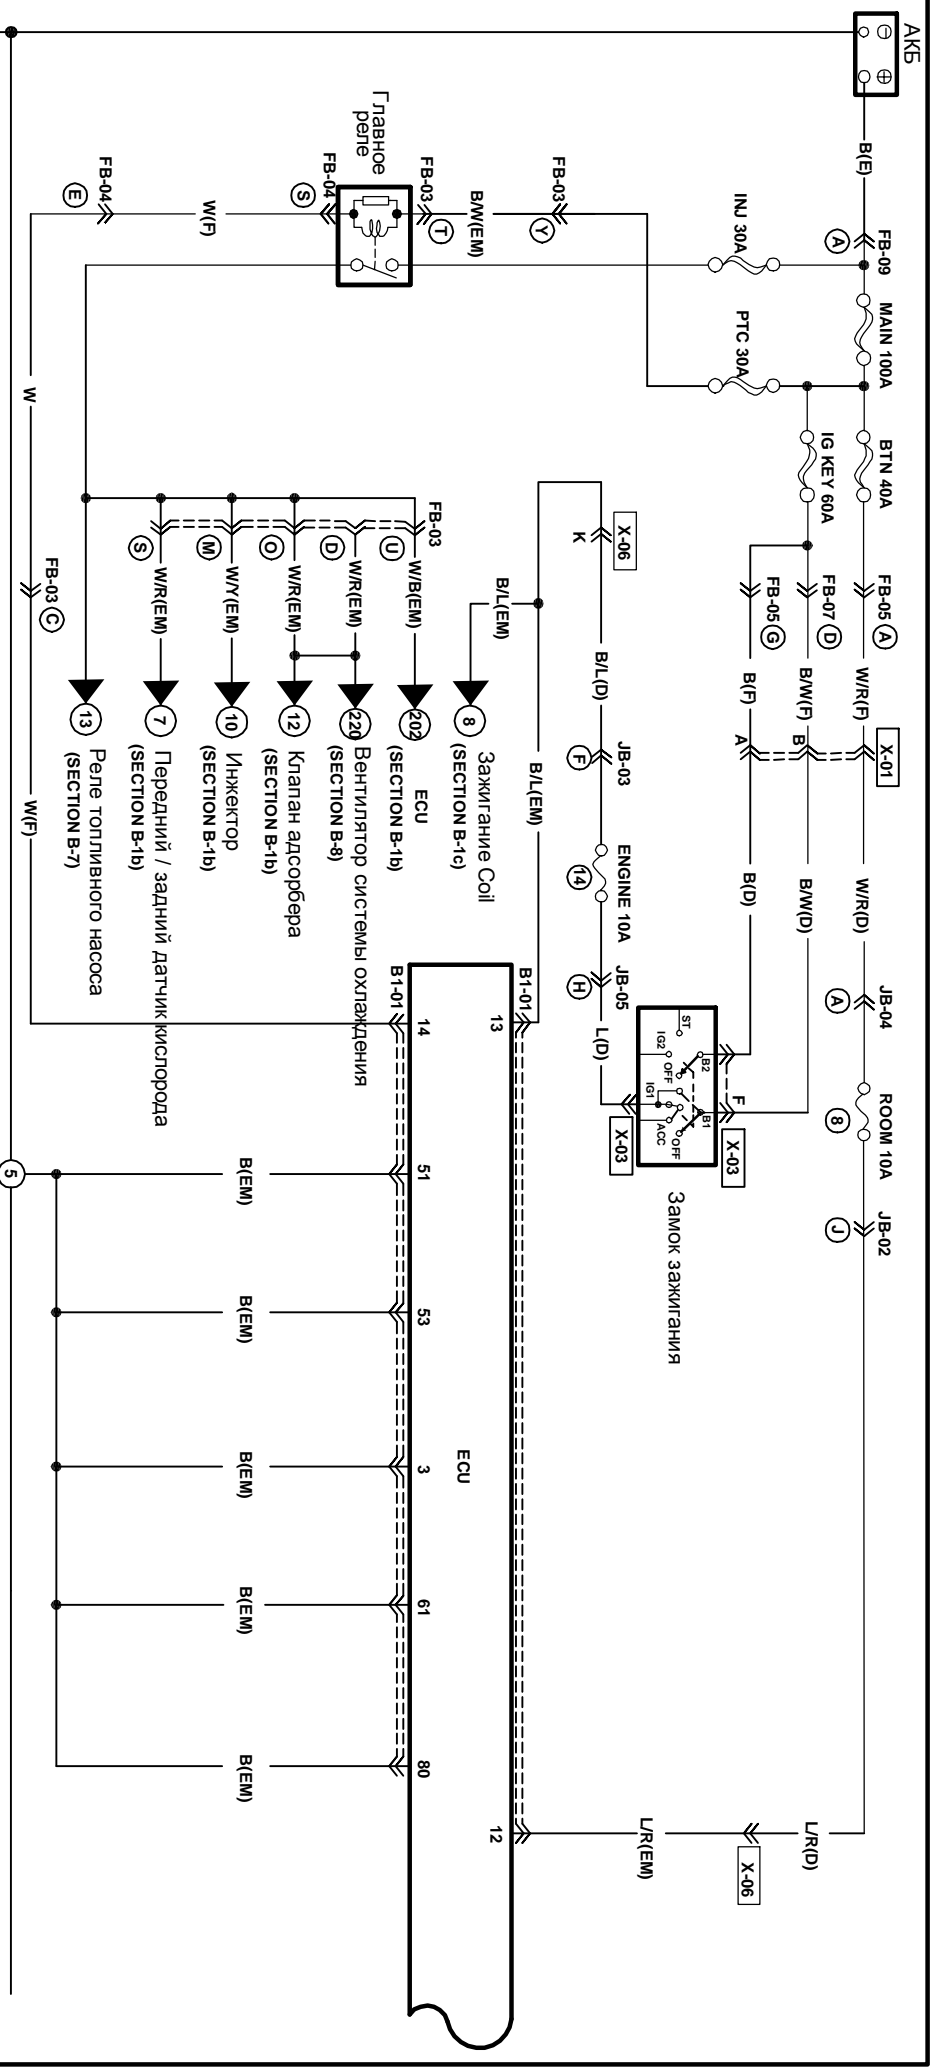 АКБ
⊖ ⊕
B(E)
FB-09
A
MAIN 100A
BTN 40A
FB-05 A
W/R(F)
X-01
W/R(D)
JB-04
A
ROOM 10A
8
JB-02
J
L/R(D)
X-06
L/R(EM)
IG KEY 60A
FB-07 D
B/W(F)
B
B/W(D)
FB-05 G
B(F)
A
B(D)
INJ 30A
PTC 30A
F
X-03
B2
B1
ST
IG2
OFF
IG1
ACC
OFF
X-03
Замок зажигания
X-06
K
B/L(D)
JB-03
F
ENGINE 10A
14
JB-05
H
L(D)
FB-03
Y
B/W(EM)
FB-03
T
Главное
реле
FB-04
S
W(F)
FB-04
E
B/L(EM)
B/L(EM)
8
Зажигание Coil
(SECTION B-1c)
FB-03
U
W/B(EM)
202
ECU
(SECTION B-1b)
D
W/R(EM)
220
Вентилятор системы охлаждения
(SECTION B-8)
O
W/R(EM)
12
Клапан адсорбера
(SECTION B-1b)
M
W/Y(EM)
10
Инжектор
(SECTION B-1b)
S
W/R(EM)
7
Передний / задний датчик кислорода
(SECTION B-1b)
13
Реле топливного насоса
(SECTION B-7)
W
FB-03 C
W(F)
B1-01
13
12
ECU
B1-01
14
51
53
3
61
80
B(EM)
B(EM)
B(EM)
B(EM)
B(EM)
5